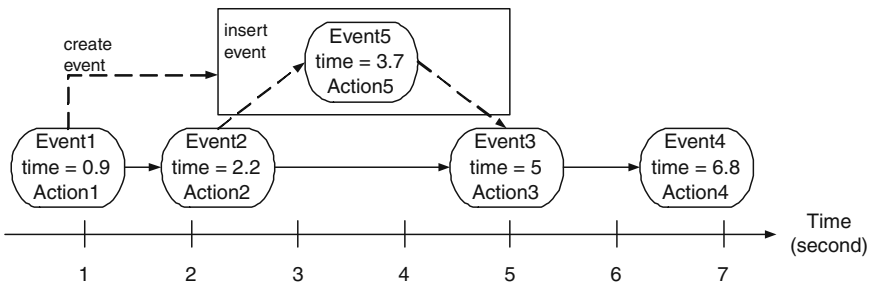 create
event
insert
event
Event5
time = 3.7
Action5
Event1
time = 0.9
Action1
Event2
time = 2.2
Action2
Event3
time = 5
Action3
Event4
time = 6.8
Action4
Time
(second)
1 2 3 4 5 6 7